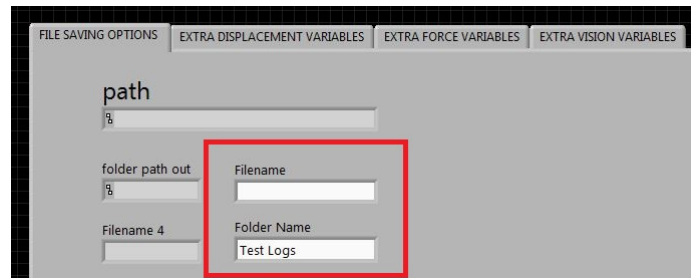 FILE SAVING OPTIONS EXTRA DISPLACEMENT VARIABLES EXTRA FORCE VARIABLES EXTRA VISION VARIABLES
path
folder path out Filename
Filename 4 Folder Name
Test Logs